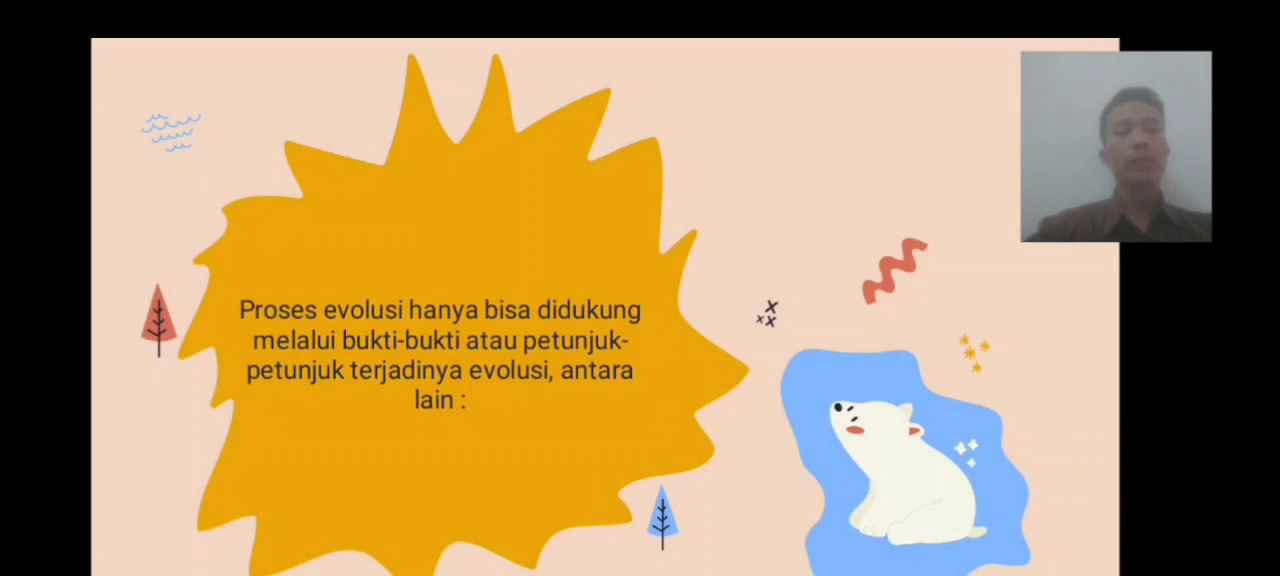 Proses evolusi hanya bisa didukung
melalui bukti-bukti atau petunjuk-
petunjuk terjadinya evolusi, antara
lain :